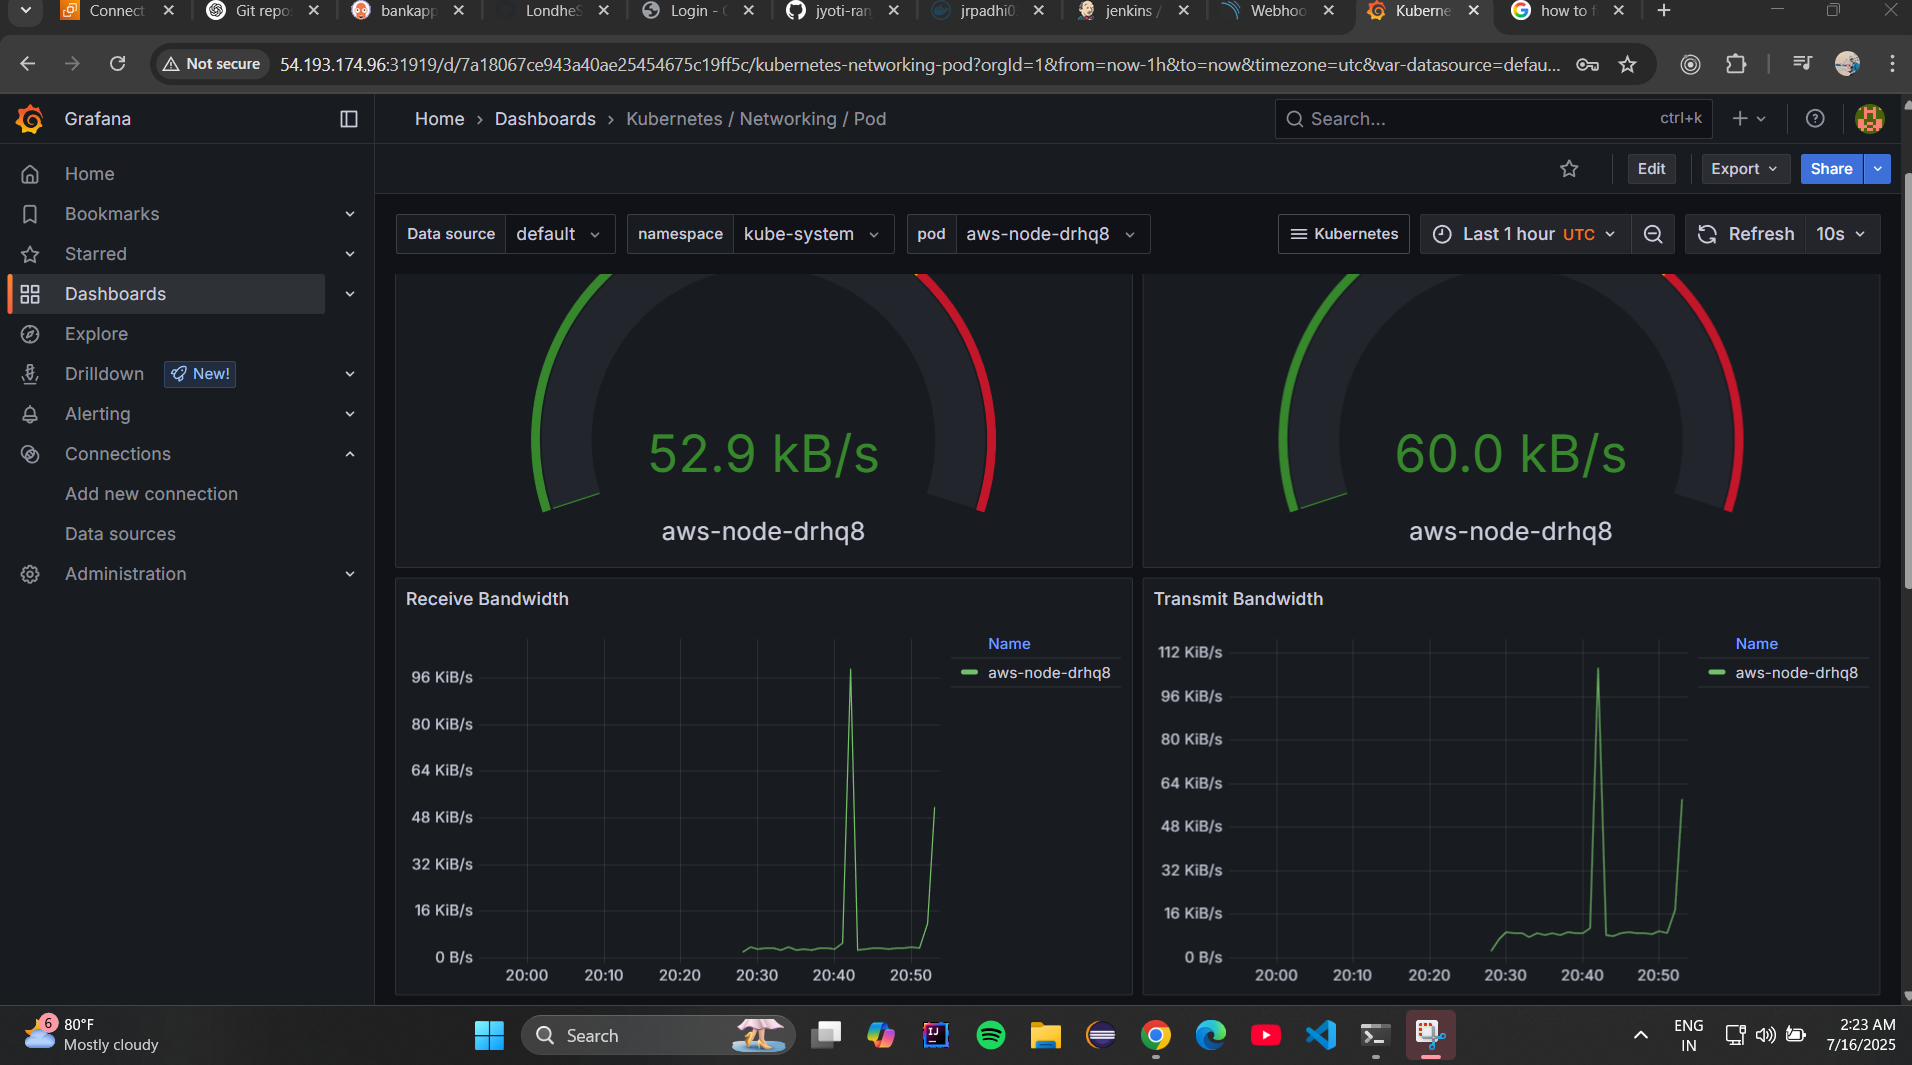 Connect
Git repo
bankapp
LondheS
Login - C
jyoti-ran
jrpadhi0
jenkins /
Webhoo
Kuberne
how to f
Not secure
54.193.174.96:31919/d/7a18067ce943a40ae25454675c19ff5c/kubernetes-networking-pod?orgId=1&from=now-1h&to=now&timezone=utc&var-datasource=defau...
Grafana
Home › Dashboards › Kubernetes / Networking / Pod
Search...
ctrl+k
Edit
Export
Share
Home
Bookmarks
Starred
Dashboards
Explore
Drilldown
New!
Alerting
Connections
Add new connection
Data sources
Administration
Data source
default
namespace
kube-system
pod
aws-node-drhq8
Kubernetes
Last 1 hour UTC
Refresh
10s
52.9 kB/s
aws-node-drhq8
60.0 kB/s
aws-node-drhq8
Receive Bandwidth
96 KiB/s
80 KiB/s
64 KiB/s
48 KiB/s
32 KiB/s
16 KiB/s
0 B/s
20:00 20:10 20:20 20:30 20:40 20:50
Name
aws-node-drhq8
Transmit Bandwidth
112 KiB/s
96 KiB/s
80 KiB/s
64 KiB/s
48 KiB/s
32 KiB/s
16 KiB/s
0 B/s
20:00 20:10 20:20 20:30 20:40 20:50
Name
aws-node-drhq8
6
80°F
Mostly cloudy
Search
IJ
ENG
IN
2:23 AM
7/16/2025